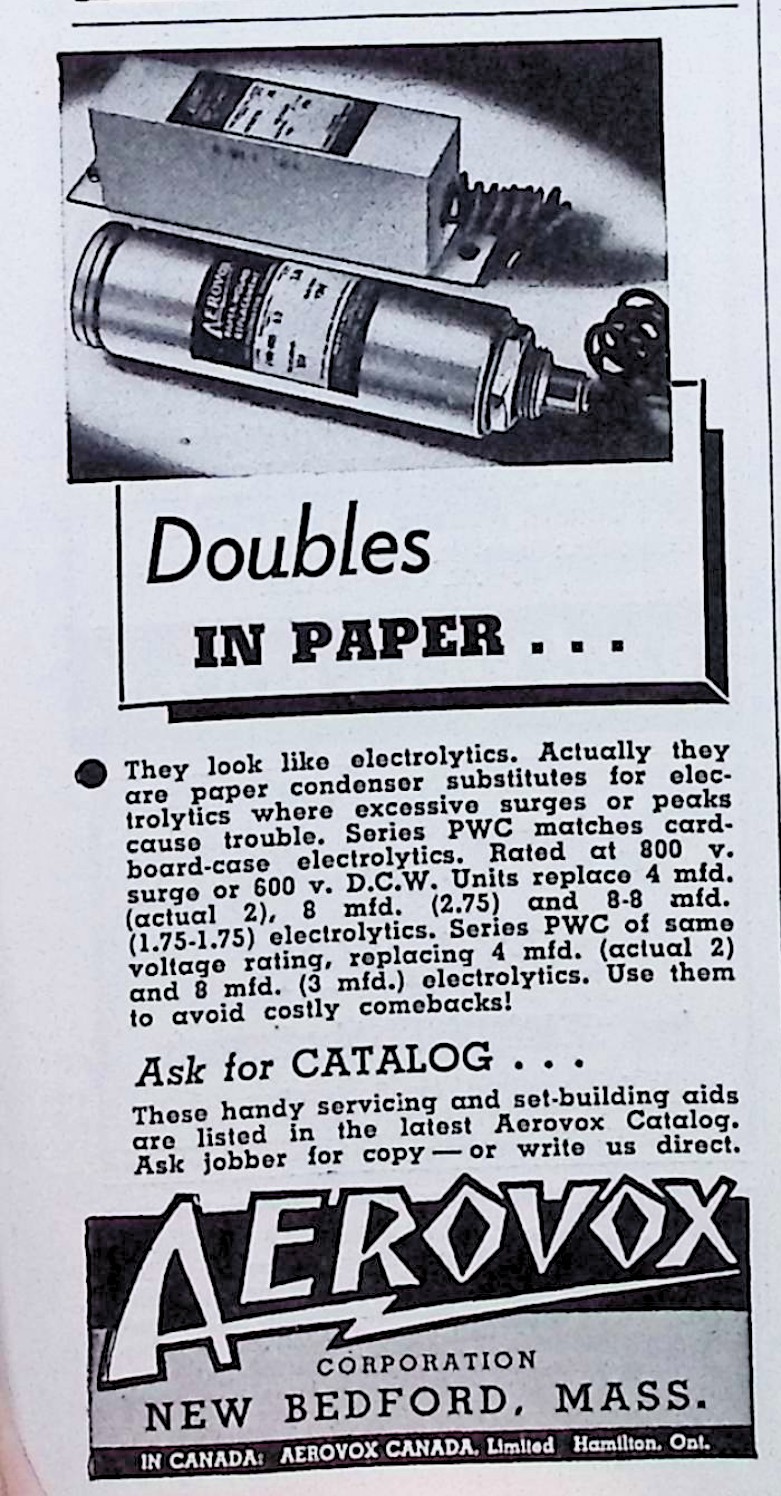 AEROVOX
Doubles
IN PAPER . . .
They look like electrolytics. Actually they
are paper condenser substitutes for elec-
trolytics where excessive surges or peaks
cause trouble. Series PWC matches card-
board-case electrolytics. Rated at 800 v.
surge or 600 v. D.C.W. Units replace 4 mfd.
(actual 2), 8 mfd. (2.75) and 8-8 mfd.
(1.75-1.75) electrolytics. Series PWC of same
voltage rating, replacing 4 mfd. (actual 2)
and 8 mfd. (3 mfd.) electrolytics. Use them
to avoid costly comebacks!
Ask for CATALOG . . .
These handy servicing and set-building aids
are listed in the latest Aerovox Catalog.
Ask jobber for copy — or write us direct.
AEROVOX
CORPORATION
NEW BEDFORD, MASS.
IN CANADA: AEROVOX CANADA, Limited Hamilton, Ont.